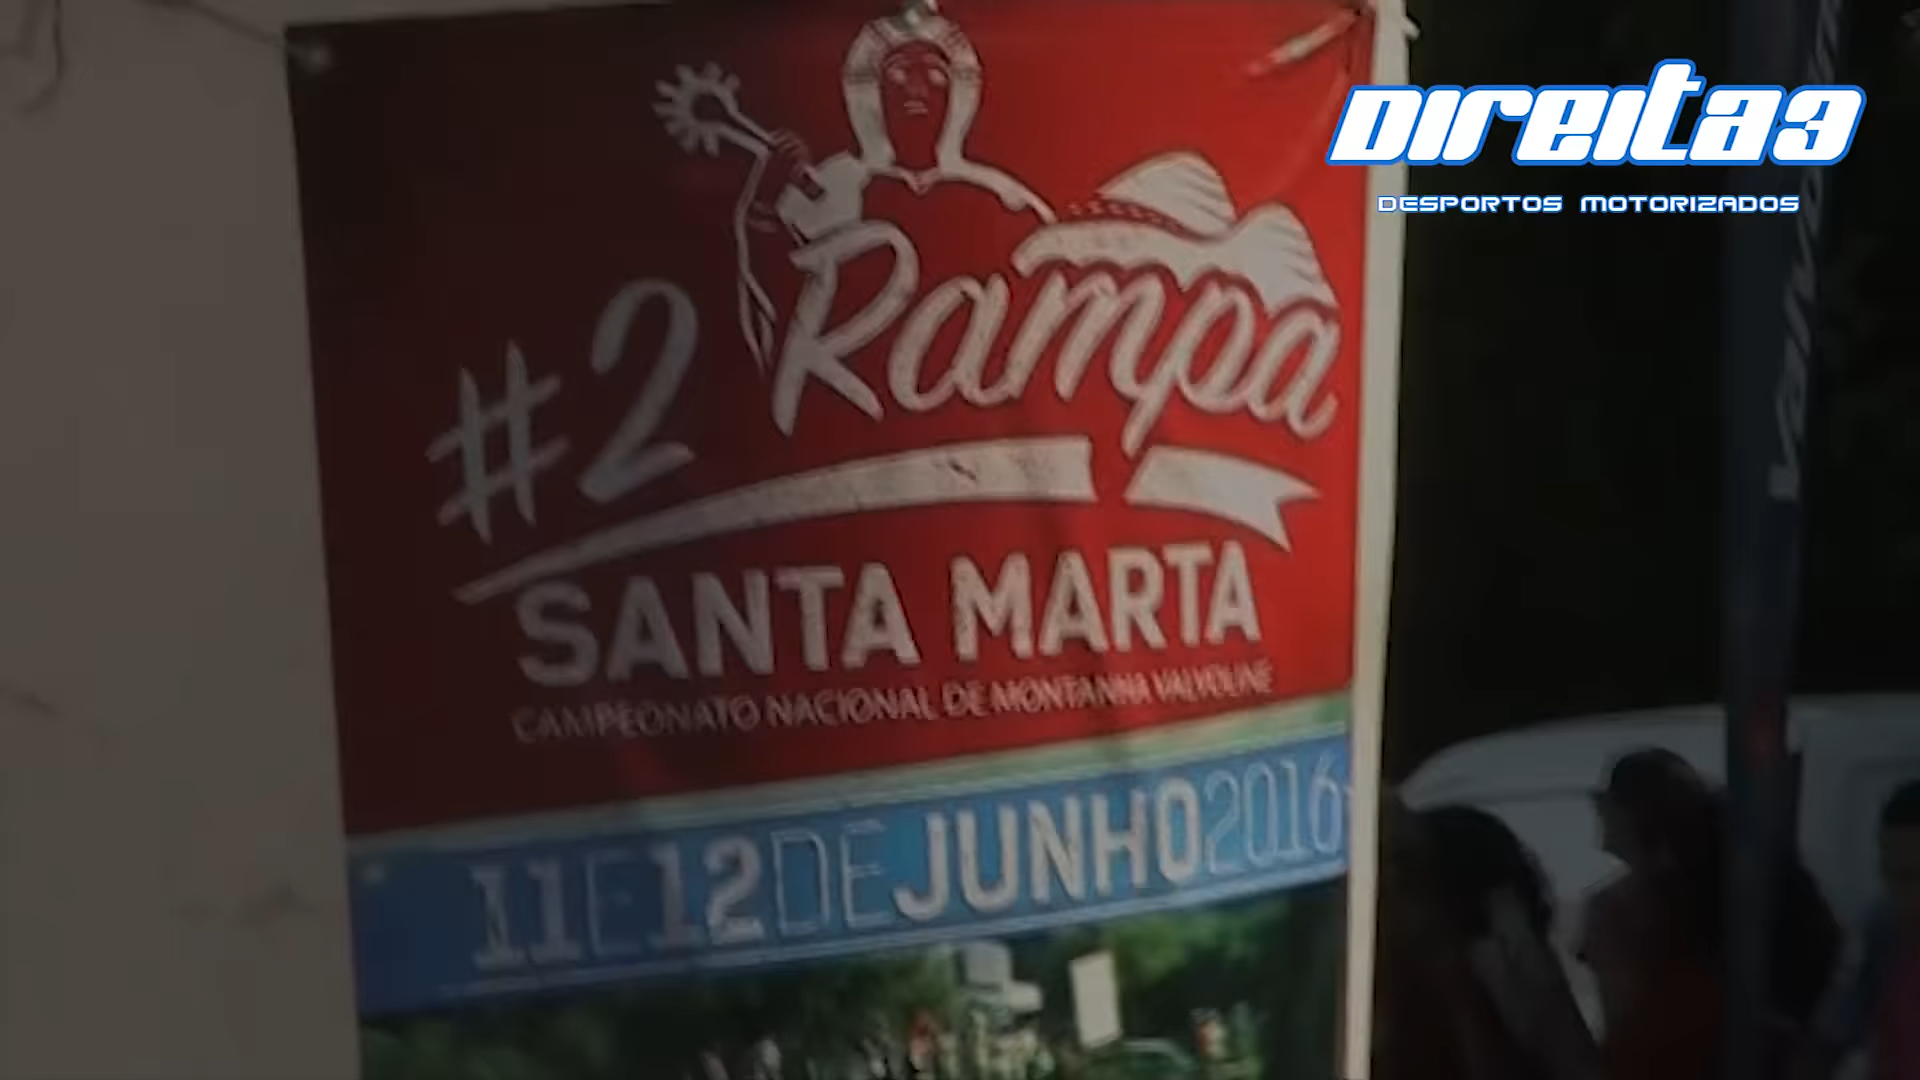 DIREITA3
DESPORTOS MOTORIZADOS
#2 Rampa
SANTA MARTA
CAMPEONATO NACIONAL DE MONTANHA VALVOLINE
11 E 12 DE JUNHO 2016